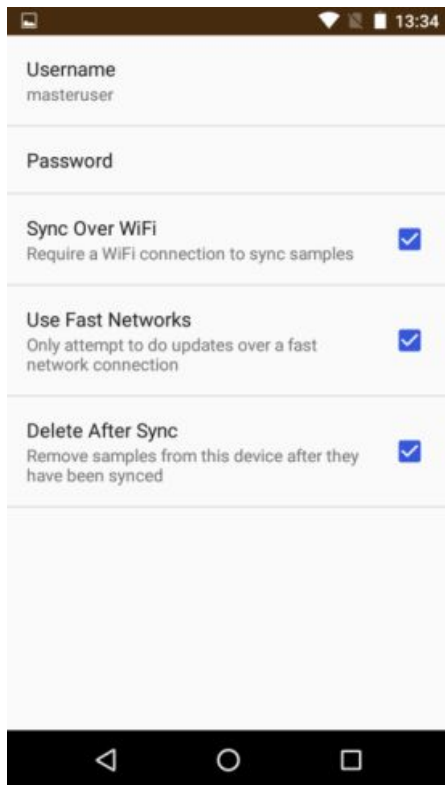 13:34
Username
masteruser
Password
Sync Over WiFi
Require a WiFi connection to sync samples
Use Fast Networks
Only attempt to do updates over a fast
network connection
Delete After Sync
Remove samples from this device after they
have been synced